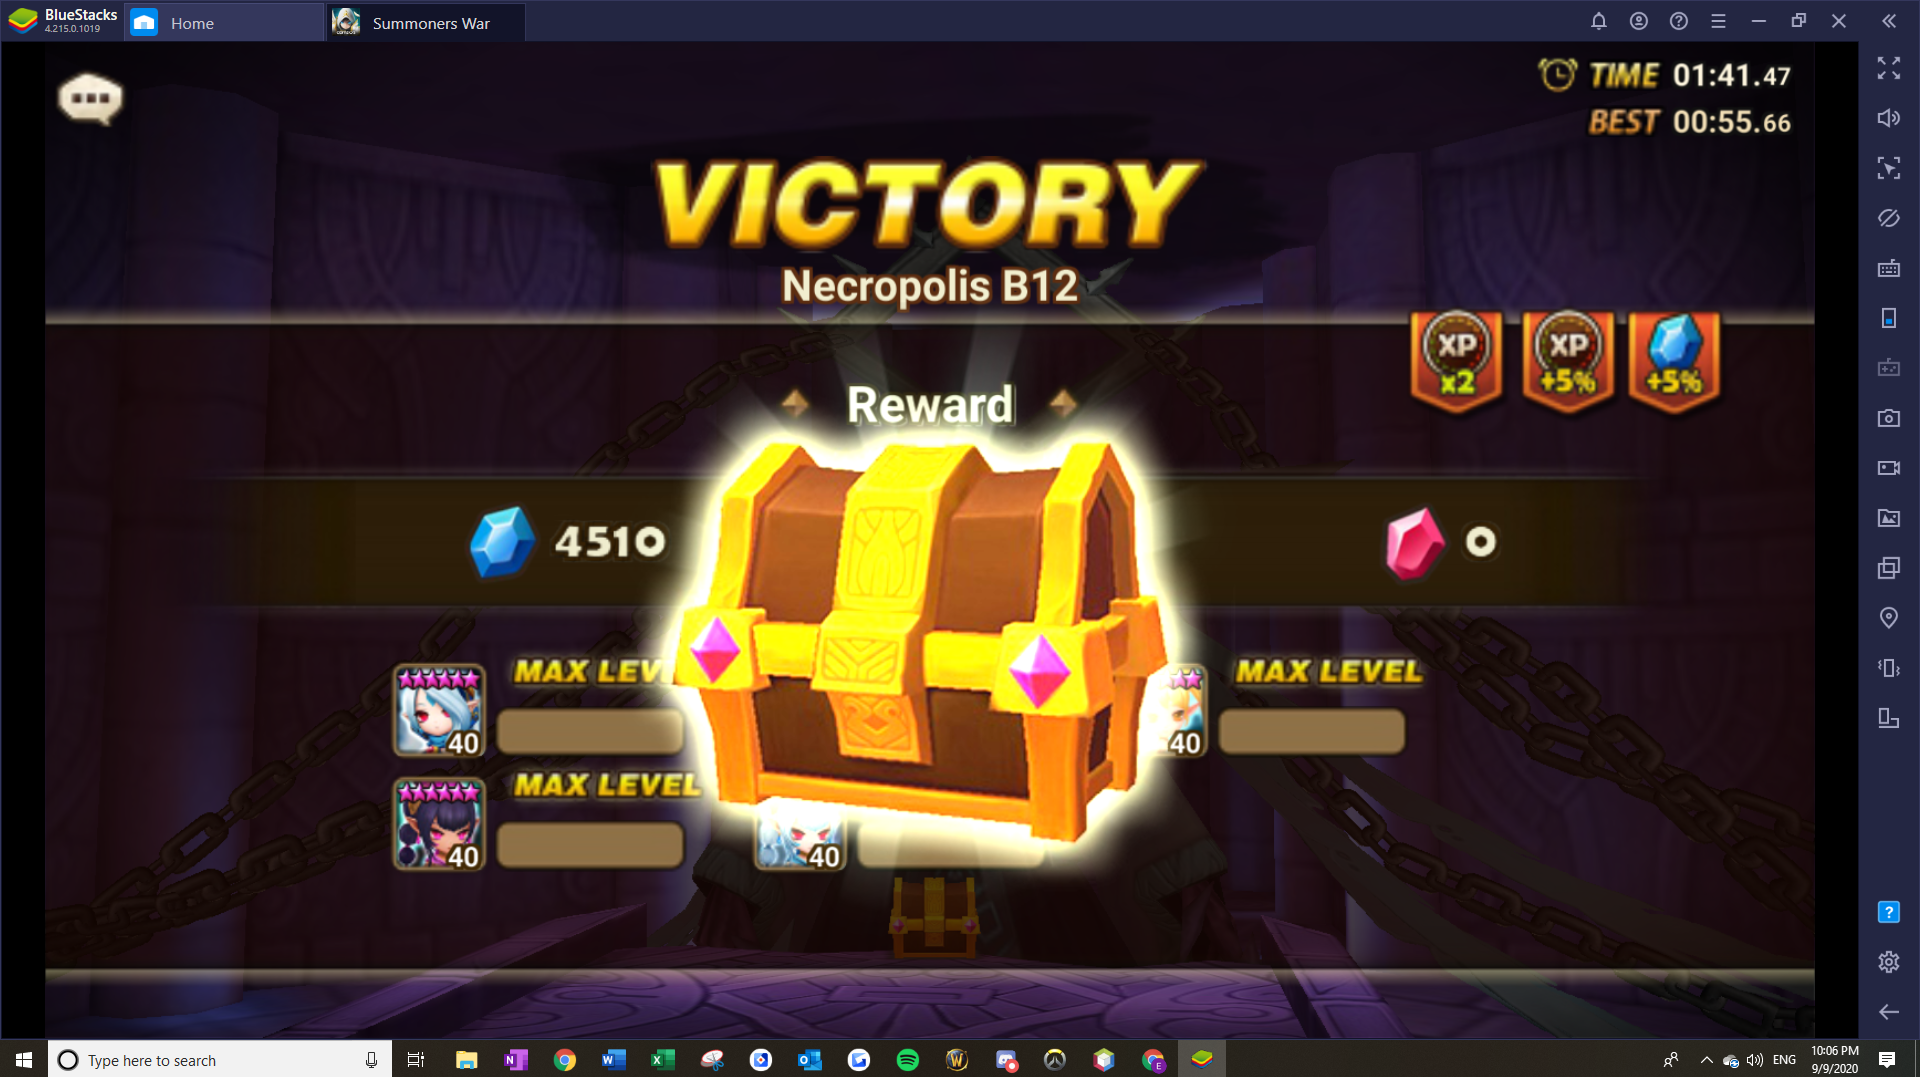 BlueStacks
4.215.0.1019
Home
Summoners War
TIME 01:41.47
BEST 00:55.66
VICTORY
Necropolis B12
XP
x2
XP
+5%
+5%
Reward
4510
0
MAX LEV
40
MAX LEVEL
40
MAX LEVEL
40
40
Type here to search
ENG
10:06 PM
9/9/2020